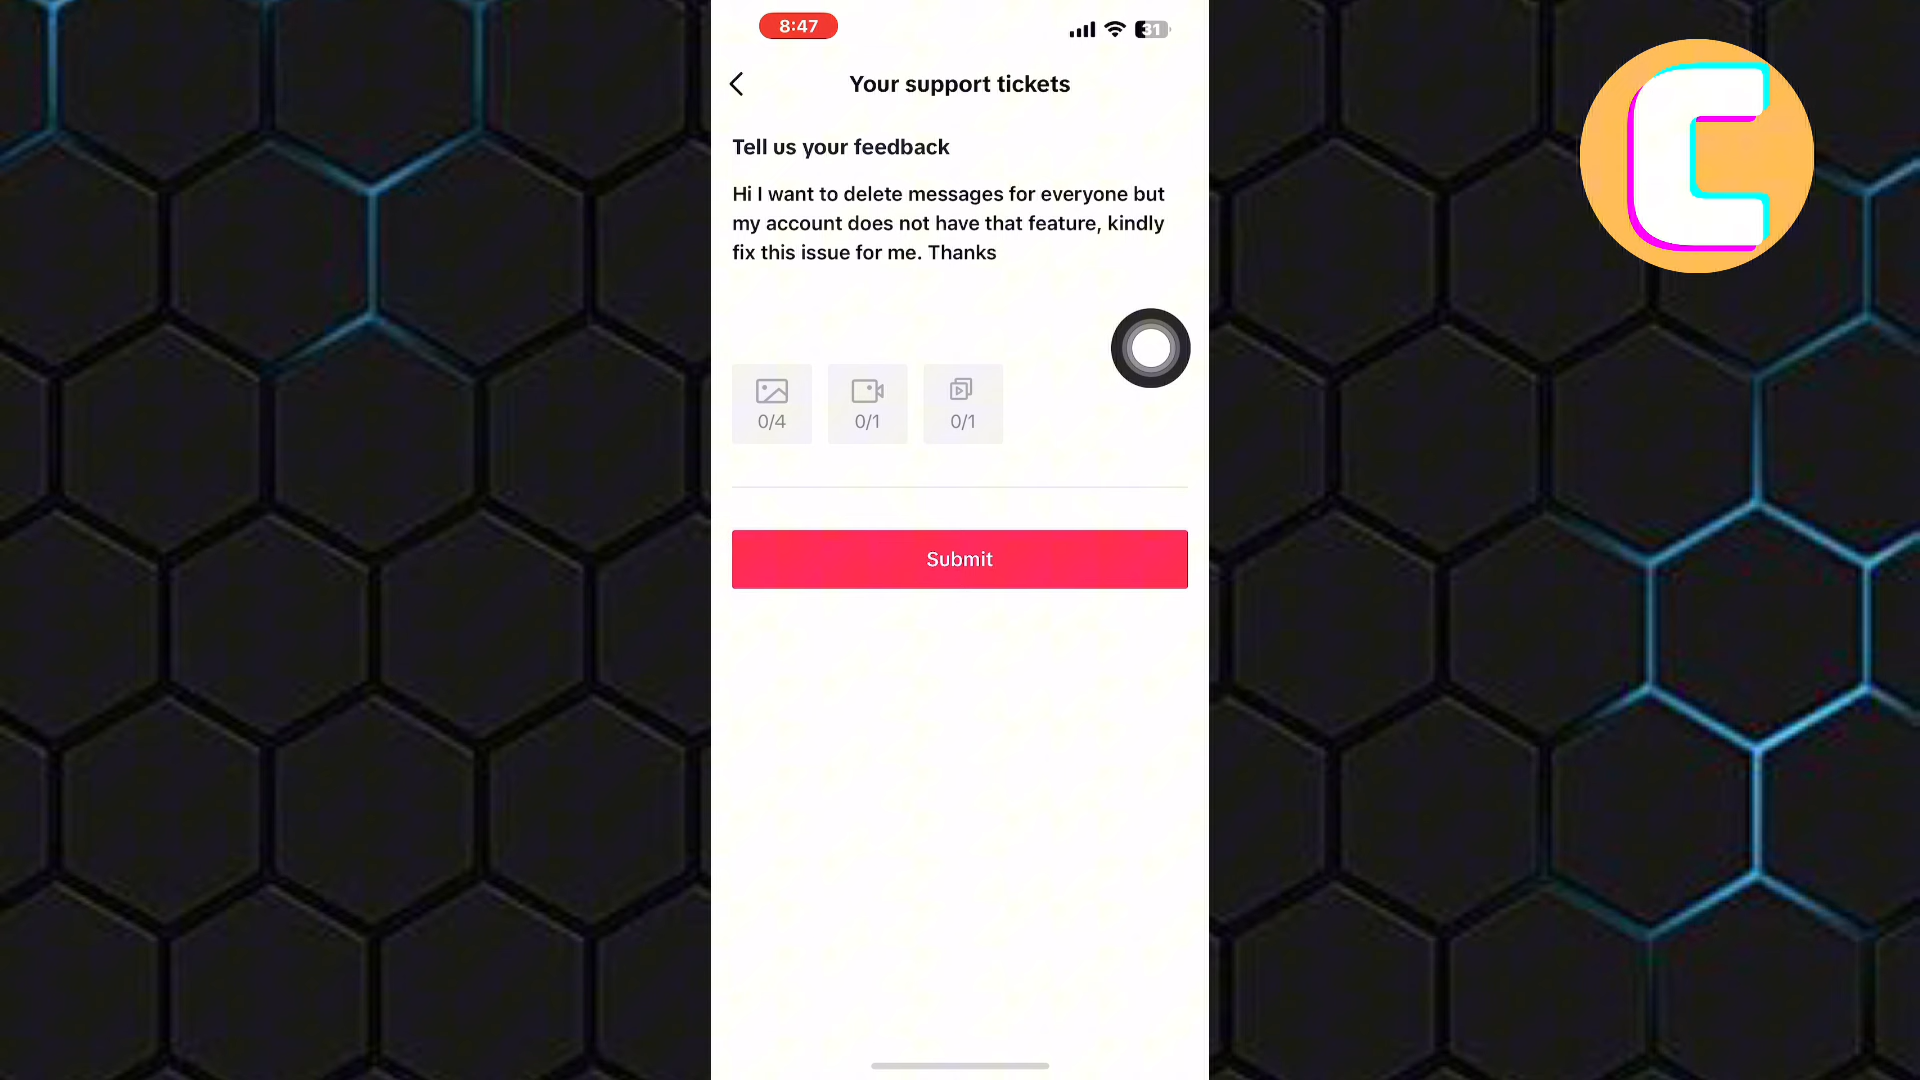 8:47
31
Your support tickets
Tell us your feedback
Hi I want to delete messages for everyone but
my account does not have that feature, kindly
fix this issue for me. Thanks
0/4 0/1 0/1
Submit
C